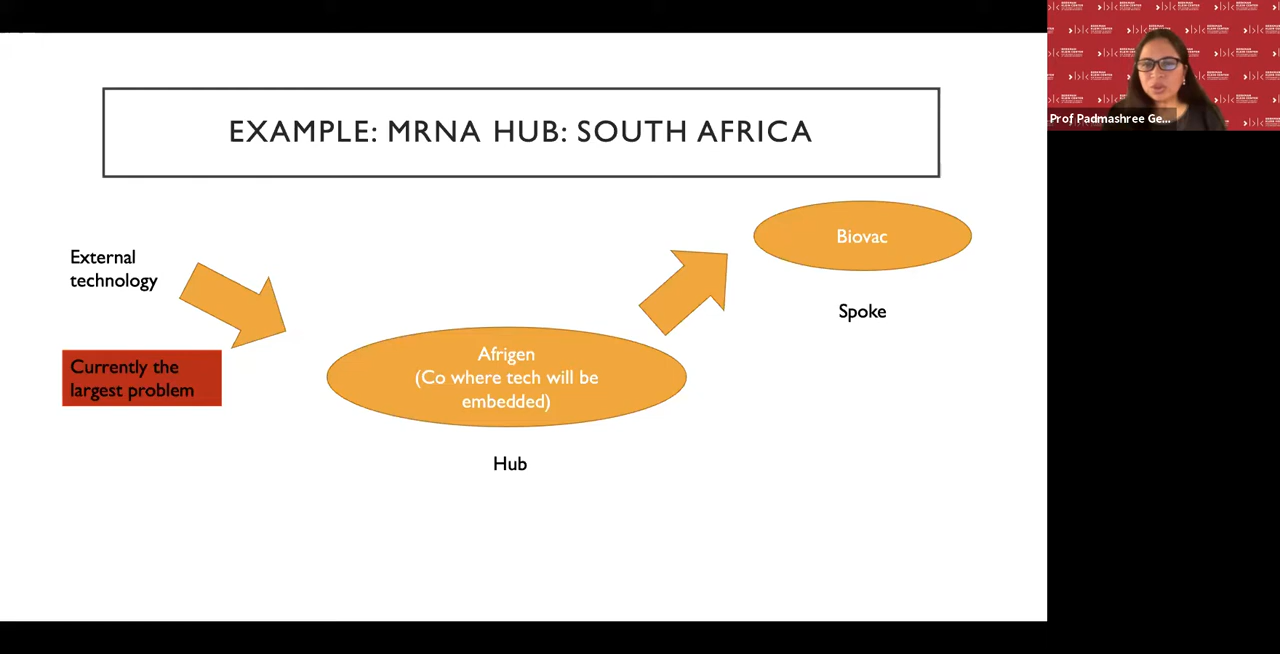 EXAMPLE: MRNA HUB: SOUTH AFRICA
External
technology
Currently the
largest problem
Afrigen
(Co where tech will be
embedded)
Hub
Biovac
Spoke
Prof Padmashree Ge...